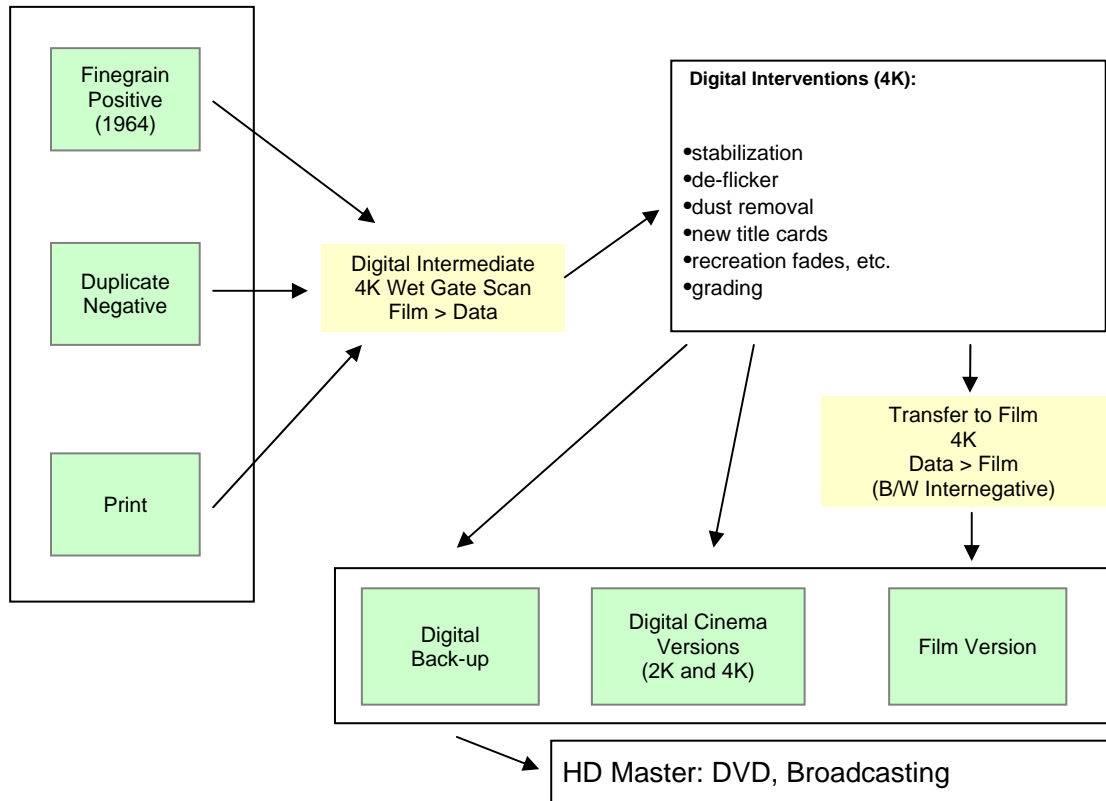 Finegrain
Positive
(1964)
Duplicate
Negative
Print
Digital Intermediate
4K Wet Gate Scan
Film > Data
Digital Interventions (4K):
•stabilization
•de-flicker
•dust removal
•new title cards
•recreation fades, etc.
•grading
Transfer to Film
4K
Data > Film
(B/W Internegative)
Digital
Back-up
Digital Cinema
Versions
(2K and 4K)
Film Version
HD Master: DVD, Broadcasting